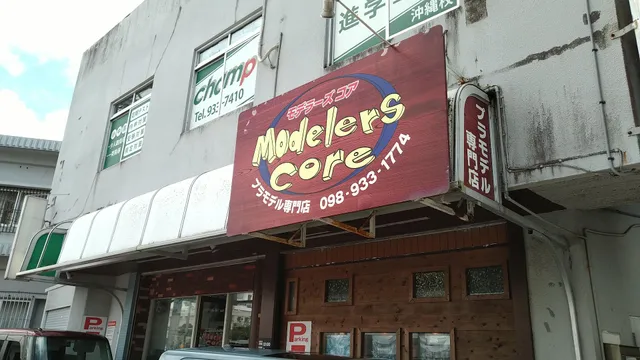 進学
沖縄校
champ
Tel.93
-7410
モデラーズ コア
Modelers
Core
プラモデル専門店 098-933-1774
プラモデル
専門店
P
P
Parking